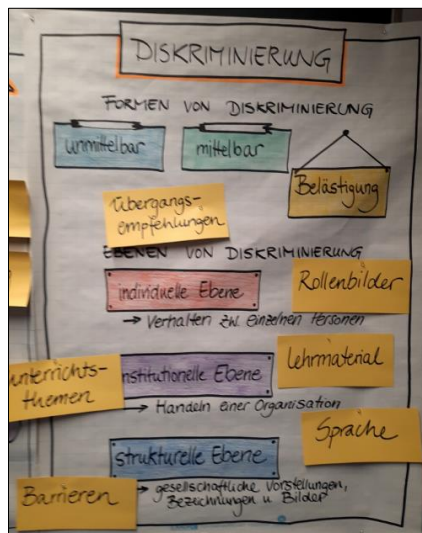 DISKRIMINIERUNG
FORMEN VON DISKRIMINIERUNG
unmittelbar
mittelbar
Belästigung
Übergangs-
empfehlungen
EBENEN VON DISKRIMINIERUNG
individuelle Ebene
Rollenbilder
→ Verhalten zw. einzelnen Personen
Lehrmaterial
unterrichts-
themen
nstitutionelle Ebene
→ Handeln einer Organisation
Sprache
strukturelle Ebene
→ gesellschaftliche Vorstellungen,
Bezeichnungen u Bilder
Barrieren